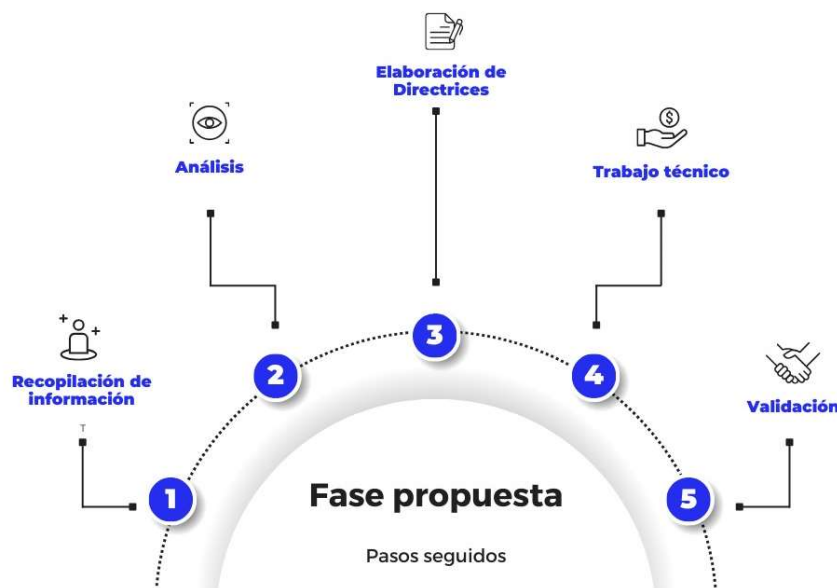 Elaboración de
Directrices
Análisis
Trabajo técnico
Recopilación de
información
T
Validación
3
2
4
1
5
Fase propuesta
Pasos seguidos
$